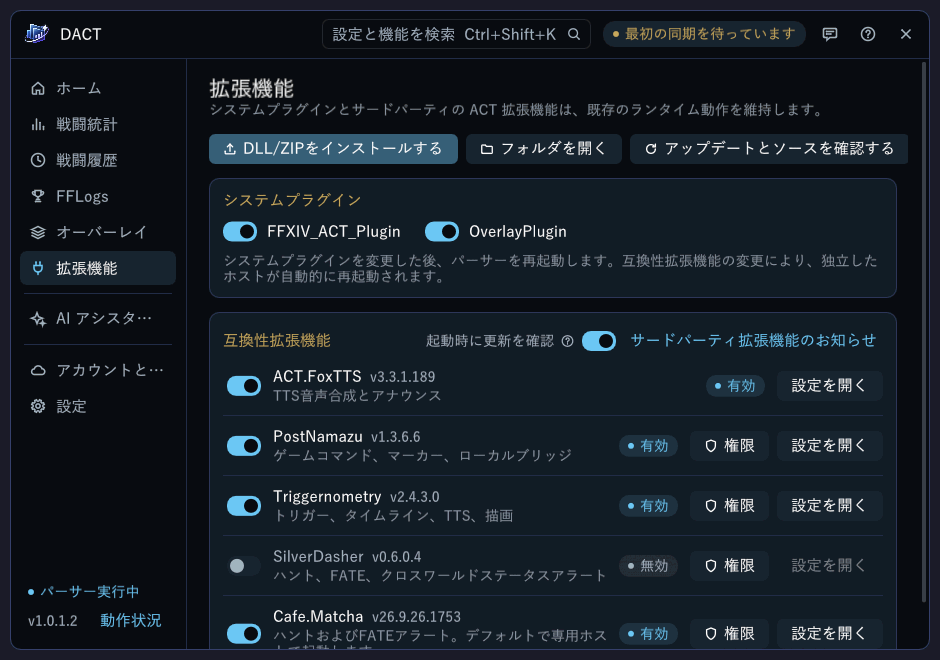 DACT
設定と機能を検索 Ctrl+Shift+K
最初の同期を待っています
ホーム
戦闘統計
戦闘履歴
FFLogs
オーバーレイ
拡張機能
AI アシスタ…
アカウントと…
設定
パーサー実行中
v1.0.1.2 動作状況
拡張機能
システムプラグインとサードパーティの ACT 拡張機能は、既存のランタイム動作を維持します。
DLL/ZIPをインストールする
フォルダを開く
アップデートとソースを確認する
システムプラグイン
FFXIV_ACT_Plugin
OverlayPlugin
システムプラグインを変更した後、パーサーを再起動します。互換性拡張機能の変更により、独立した
ホストが自動的に再起動されます。
互換性拡張機能
起動時に更新を確認
サードパーティ拡張機能のお知らせ
ACT.FoxTTS v3.3.1.189
TTS音声合成とアナウンス
有効
設定を開く
PostNamazu v1.3.6.6
ゲームコマンド、マーカー、ローカルブリッジ
有効
権限
設定を開く
Triggernometry v2.4.3.0
トリガー、タイムライン、TTS、描画
有効
権限
設定を開く
SilverDasher v0.6.0.4
ハント、FATE、クロスワールドステータスアラート
無効
権限
設定を開く
Cafe.Matcha v26.9.26.1753
ハントおよびFATEアラート。デフォルトで専用ホス
トで起動します。
有効
権限
設定を開く